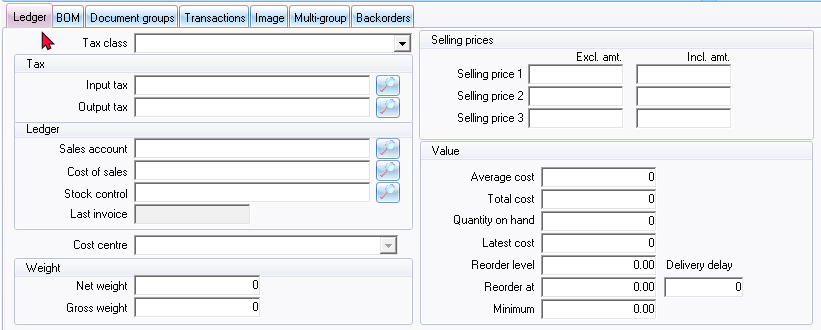 Ledger BOM Document groups Transactions Image Multi-group Backorders
Tax class
Tax
Input tax
Output tax
Ledger
Sales account
Cost of sales
Stock control
Last invoice
Cost centre
Weight
Net weight 0
Gross weight 0
Selling prices
Excl. amt. Incl. amt.
Selling price 1
Selling price 2
Selling price 3
Value
Average cost 0
Total cost 0
Quantity on hand 0
Latest cost 0
Reorder level 0.00 Delivery delay
Reorder at 0.00 0
Minimum 0.00